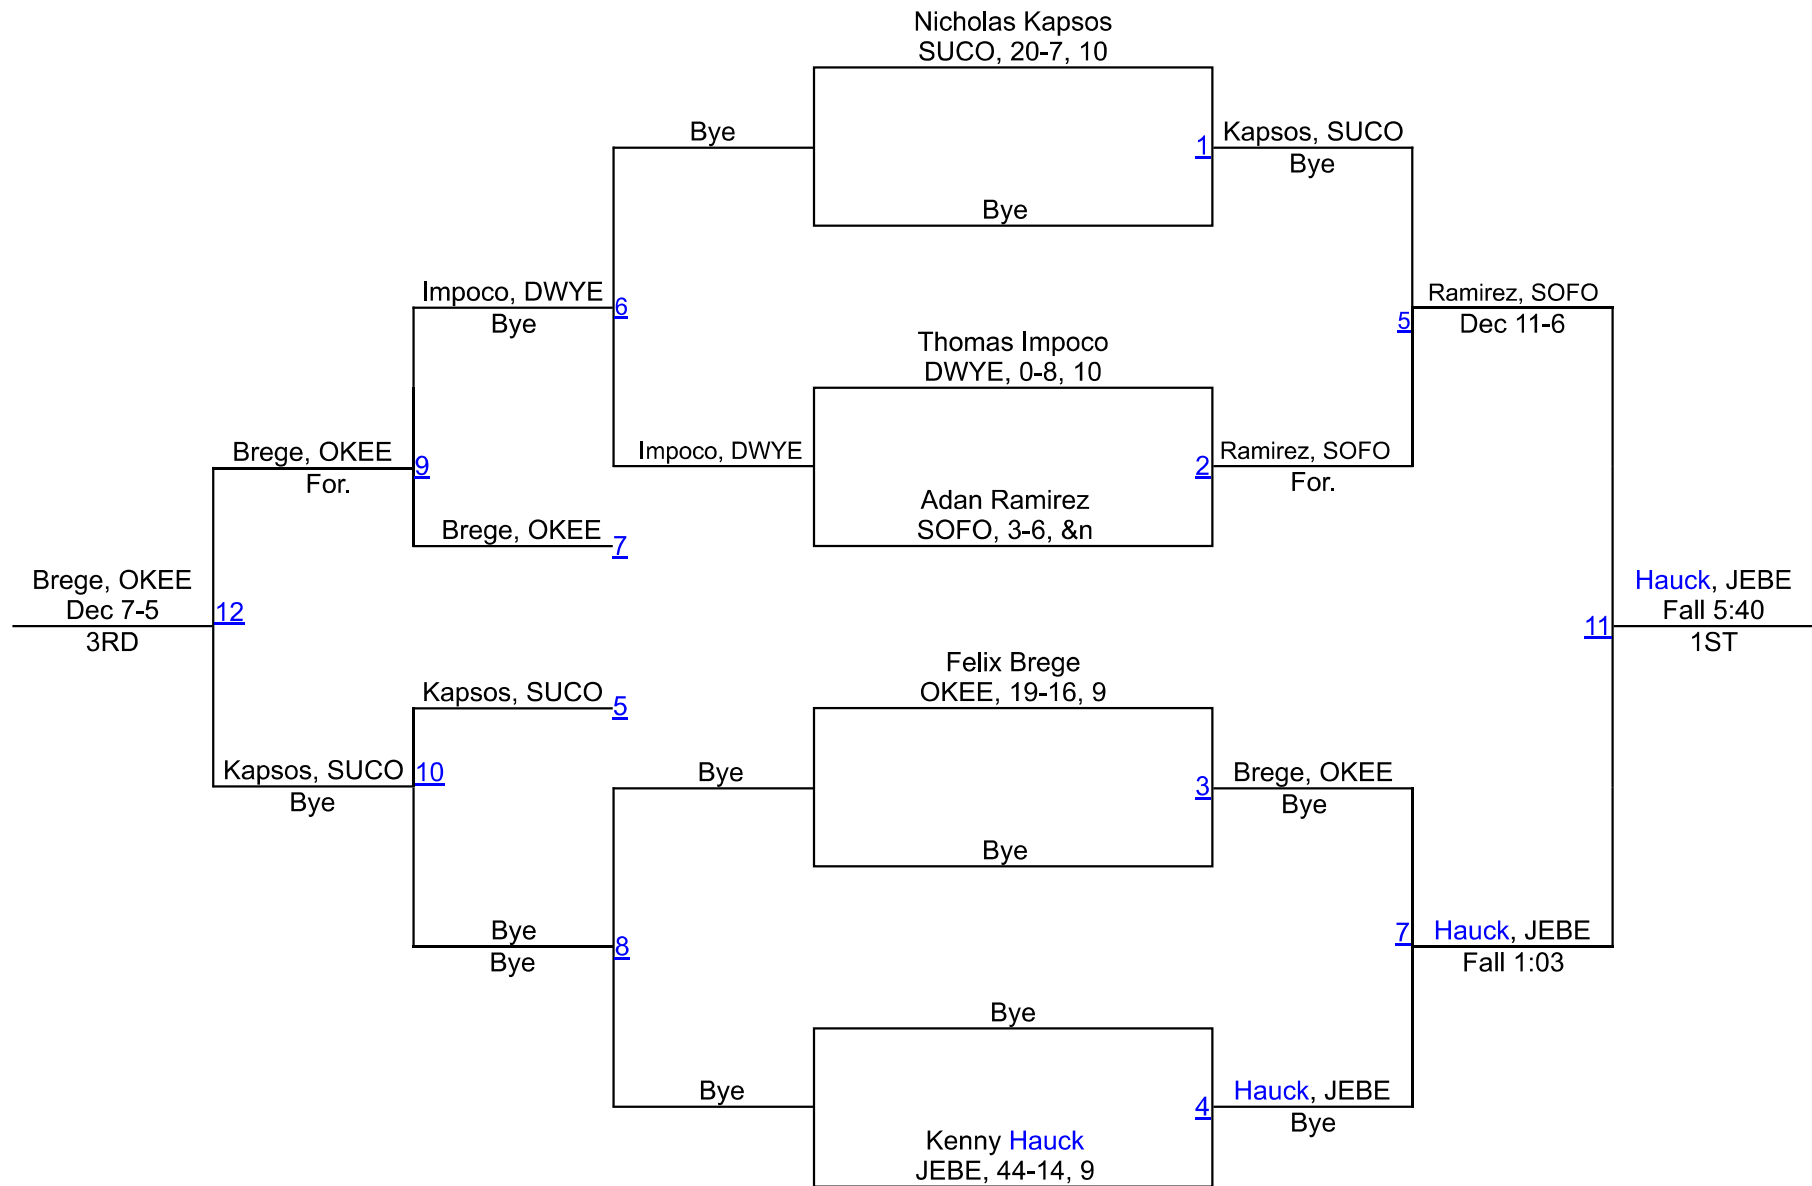 Nicholas Kapsos
SUCO, 20-7, 10
Bye
1
Kapsos, SUCO
Bye
Bye
Impoco, DWYE
Bye
6
5
Ramirez, SOFO
Dec 11-6
Thomas Impoco
DWYE, 0-8, 10
Brege, OKEE
For.
9
Impoco, DWYE
2
Ramirez, SOFO
For.
Adan Ramirez
SOFO, 3-6, &n
Brege, OKEE
7
Brege, OKEE
Dec 7-5
3RD
12
11
Hauck, JEBE
Fall 5:40
1ST
Felix Brege
OKEE, 19-16, 9
Kapsos, SUCO
5
Kapsos, SUCO
Bye
10
Bye
3
Brege, OKEE
Bye
Bye
Bye
Bye
8
7
Hauck, JEBE
Fall 1:03
Bye
Bye
4
Hauck, JEBE
Bye
Kenny Hauck
JEBE, 44-14, 9